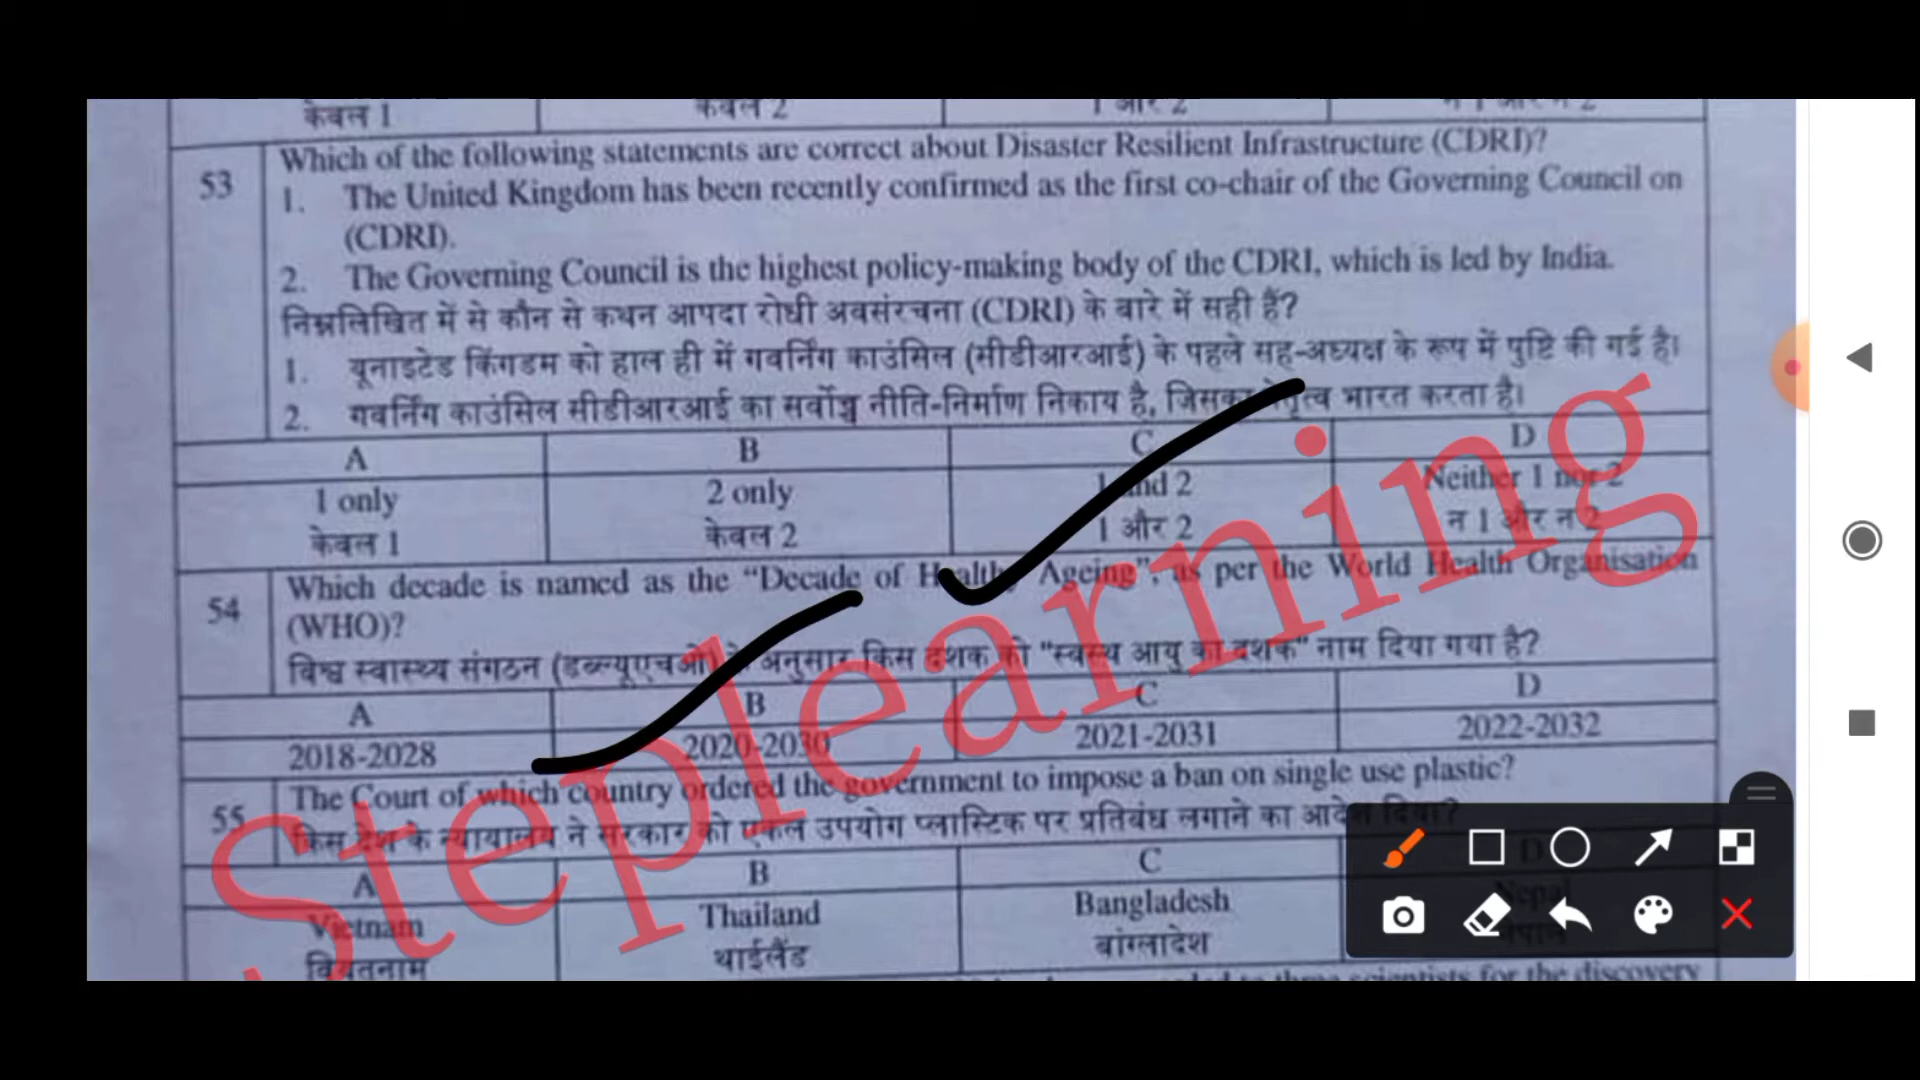 केवल 1 केवल 2 1 और 2 न 1 और न 2
53 Which of the following statements are correct about Disaster Resilient Infrastructure (CDRI)?
1. The United Kingdom has been recently confirmed as the first co-chair of the Governing Council on
(CDRI).
2. The Governing Council is the highest policy-making body of the CDRI, which is led by India.
निम्नलिखित में से कौन से कथन आपदा रोधी अवसंरचना (CDRI) के बारे में सही हैं?
1. यूनाइटेड किंगडम को हाल ही में गवर्निंग काउंसिल (सीडीआरआई) के पहले सह-अध्यक्ष के रूप में पुष्टि की गई है।
2. गवर्निंग काउंसिल सीडीआरआई का सर्वोच्च नीति-निर्माण निकाय है, जिसका नेतृत्व भारत करता है।
A B C D
1 only 2 only 1 and 2 Neither 1 nor 2
केवल 1 केवल 2 1 और 2 न 1 और न 2
54 Which decade is named as the “Decade of Healthy Ageing”, as per the World Health Organisation
(WHO)?
विश्व स्वास्थ्य संगठन (डब्ल्यूएचओ) के अनुसार किस दशक को "स्वस्थ आयु का दशक" नाम दिया गया है?
A B C D
2018-2028 2020-2030 2021-2031 2022-2032
55 The Court of which country ordered the government to impose a ban on single use plastic?
किस देश के न्यायालय ने सरकार को एकल उपयोग प्लास्टिक पर प्रतिबंध लगाने का आदेश दिया?
A B C D
Vietnam Thailand Bangladesh Nepal
वियतनाम थाईलैंड बांग्लादेश नेपाल
scientists for the discovery
Steplearning